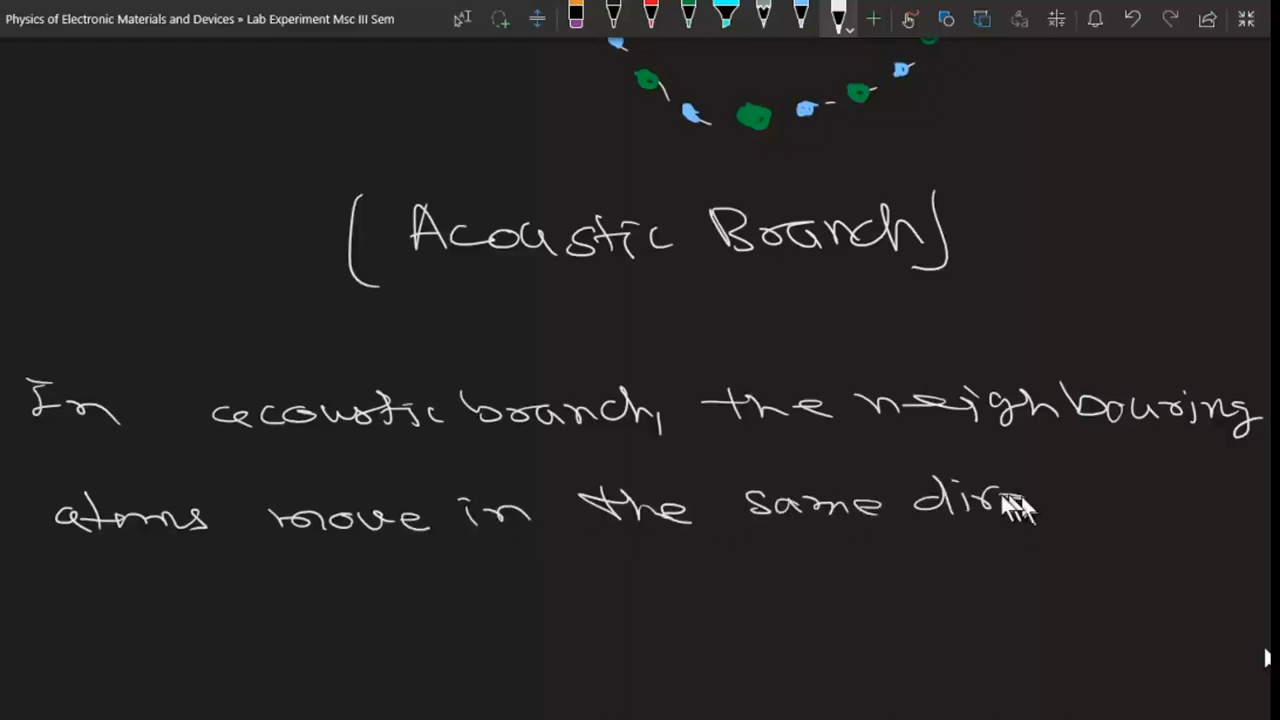 Physics of Electronic Materials and Devices » Lab Experiment Msc III Sem
(Acoustic Branch)
In acoustic branch, the neighbouring
atoms move in the same dir